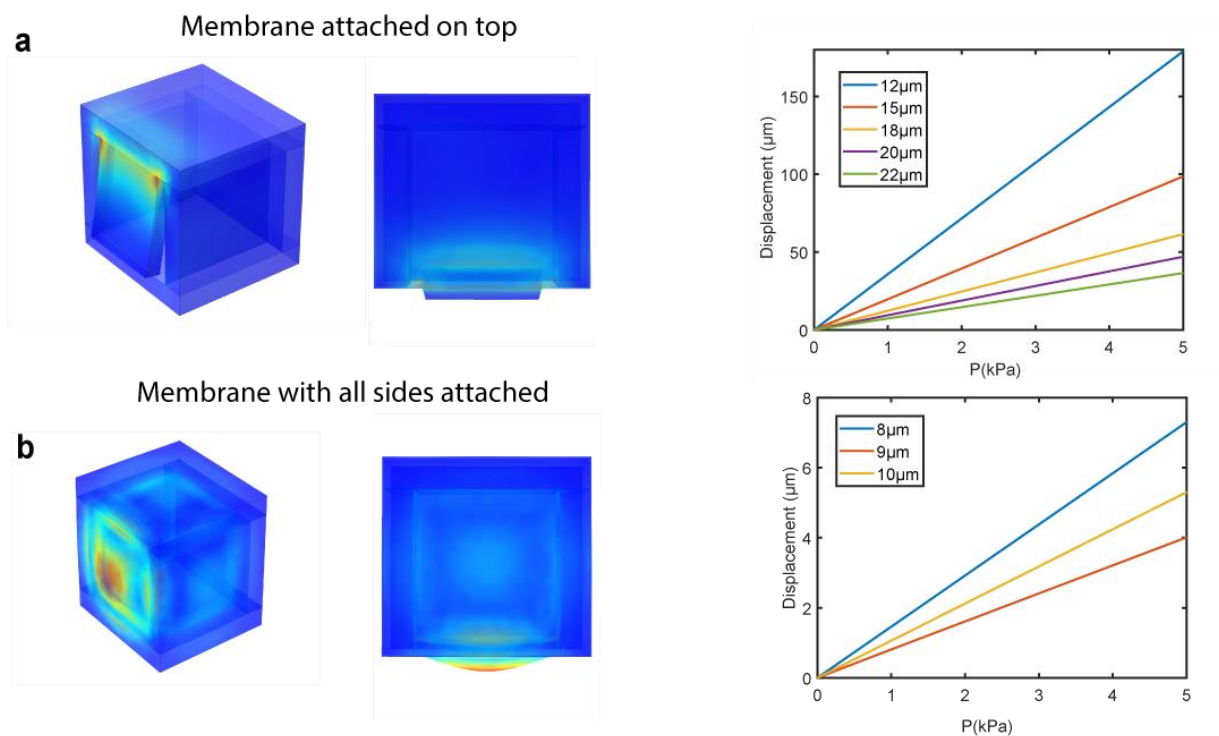 Membrane attached on top
a
12µm
15µm
18µm
20µm
22µm
Displacement (µm)
150
100
50
0
0 1 2 3 4 5
P(kPa)
Membrane with all sides attached
b
8µm
9µm
10µm
Displacement (µm)
8
6
4
2
0
0 1 2 3 4 5
P(kPa)